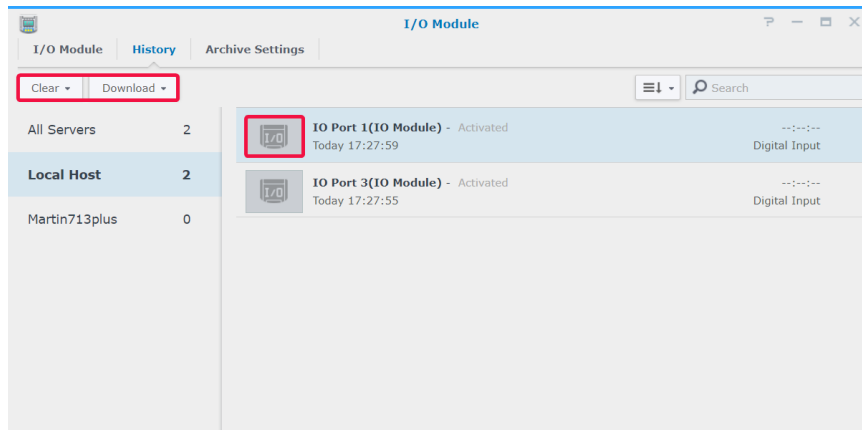 I/O Module
I/O Module History Archive Settings
Clear Download Search
All Servers 2
Local Host 2
Martin713plus 0
I/O
IO Port 1(IO Module) - Activated --:--:--
Today 17:27:59 Digital Input
I/O
IO Port 3(IO Module) - Activated --:--:--
Today 17:27:55 Digital Input